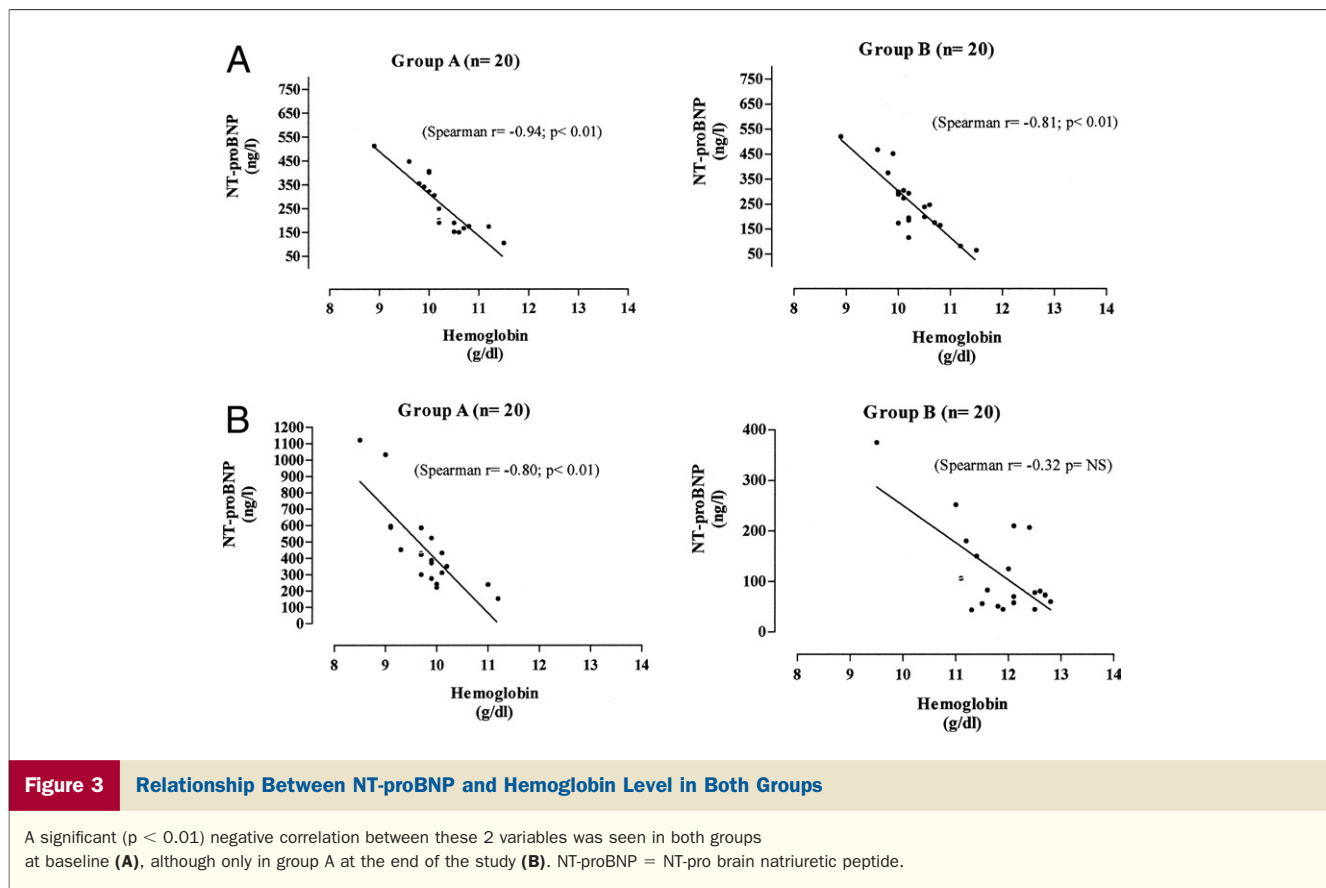 A
Group A (n= 20)
750
650
550
450
350
250
150
50
NT-proBNP
(ng/l)
(Spearman r= -0.94; p< 0.01)
8 9 10 11 12 13 14
Hemoglobin
(g/dl)
Group B (n= 20)
750
650
550
450
350
250
150
50
NT-proBNP
(ng/l)
(Spearman r= -0.81; p< 0.01)
8 9 10 11 12 13 14
Hemoglobin
(g/dl)
B
Group A (n= 20)
1200
1100
1000
900
800
700
600
500
400
300
200
100
0
NT-proBNP
(ng/l)
(Spearman r= -0.80; p< 0.01)
8 9 10 11 12 13 14
Hemoglobin
(g/dl)
Group B (n= 20)
400
300
200
100
0
NT-proBNP
(ng/l)
(Spearman r= -0.32 p= NS)
8 9 10 11 12 13 14
Hemoglobin
(g/dl)
Figure 3 Relationship Between NT-proBNP and Hemoglobin Level in Both Groups
A significant (p < 0.01) negative correlation between these 2 variables was seen in both groups
at baseline (A), although only in group A at the end of the study (B). NT-proBNP = NT-pro brain natriuretic peptide.